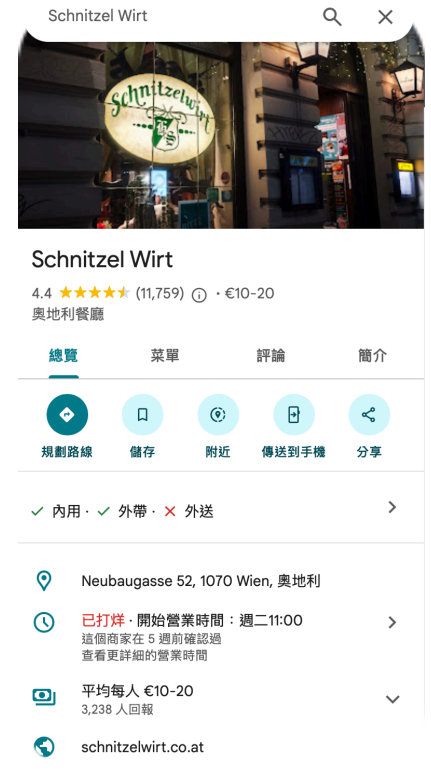 Schnitzel Wirt
Schnitzelwirt
Schnitzel Wirt
4.4 (11,759) · €10-20
奧地利餐廳
總覽 菜單 評論 簡介
規劃路線 儲存 附近 傳送到手機 分享
內用· 外帶· 外送
Neubaugasse 52, 1070 Wien, 奧地利
已打烊 · 開始營業時間：週二11:00
這個商家在 5 週前確認過
查看更詳細的營業時間
平均每人 €10-20
3,238 人回報
schnitzelwirt.co.at